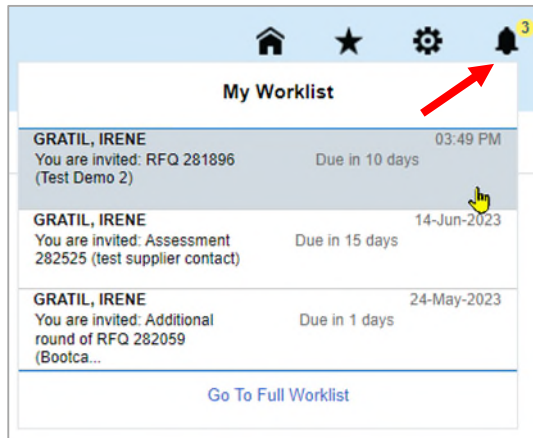 3
My Worklist
GRATIL, IRENE 03:49 PM
You are invited: RFQ 281896 Due in 10 days
(Test Demo 2)
GRATIL, IRENE 14-Jun-2023
You are invited: Assessment Due in 15 days
282525 (test supplier contact)
GRATIL, IRENE 24-May-2023
You are invited: Additional Due in 1 days
round of RFQ 282059
(Bootca...
Go To Full Worklist